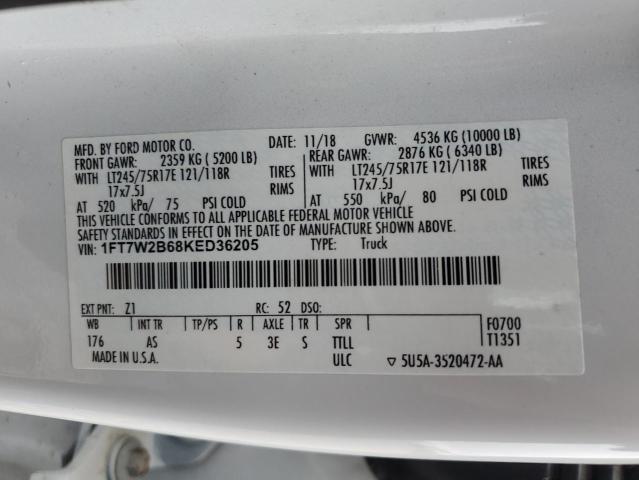 MFD. BY FORD MOTOR CO.
DATE: 11/18 GVWR: 4536 KG (10000 LB)
FRONT GAWR: 2359 KG (5200 LB) REAR GAWR: 2876 KG (6340 LB)
WITH LT245/75R17E 121/118R TIRES WITH LT245/75R17E 121/118R TIRES
17x7.5J RIMS 17x7.5J RIMS
AT 520 kPa/ 75 PSI COLD AT 550 kPa/ 80 PSI COLD
THIS VEHICLE CONFORMS TO ALL APPLICABLE FEDERAL MOTOR VEHICLE
SAFETY STANDARDS IN EFFECT ON THE DATE OF MANUFACTURE SHOWN ABOVE.
VIN: 1FT7W2B68KED36205 TYPE: Truck
EXT PNT: Z1 RC: 52 DSO:
WB INT TR TP/PS R AXLE TR SPR F0700
176 AS 5 3E S TTLL T1351
MADE IN U.S.A. ULC ▽ 5U5A-3520472-AA